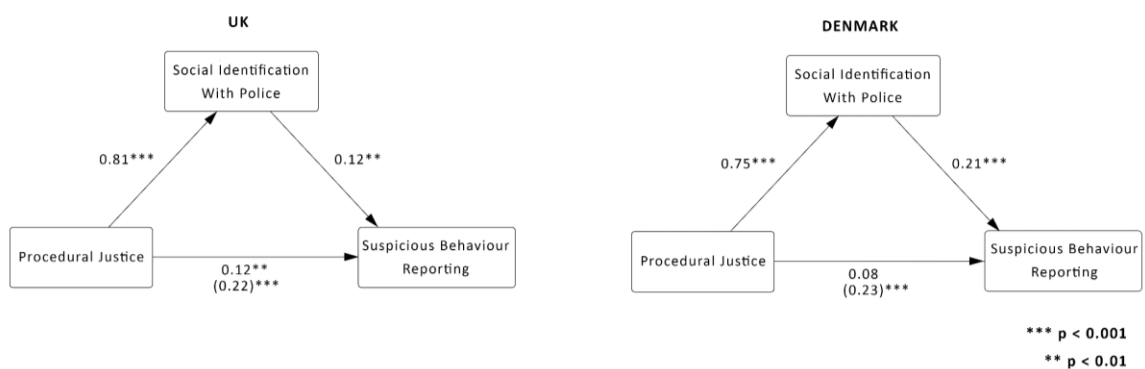 UK
Social Identification
With Police
0.81***
0.12**
Procedural Justice
Suspicious Behaviour
Reporting
0.12**
(0.22)***
DENMARK
Social Identification
With Police
0.75***
0.21***
Procedural Justice
Suspicious Behaviour
Reporting
0.08
(0.23)***
*** p < 0.001
** p < 0.01